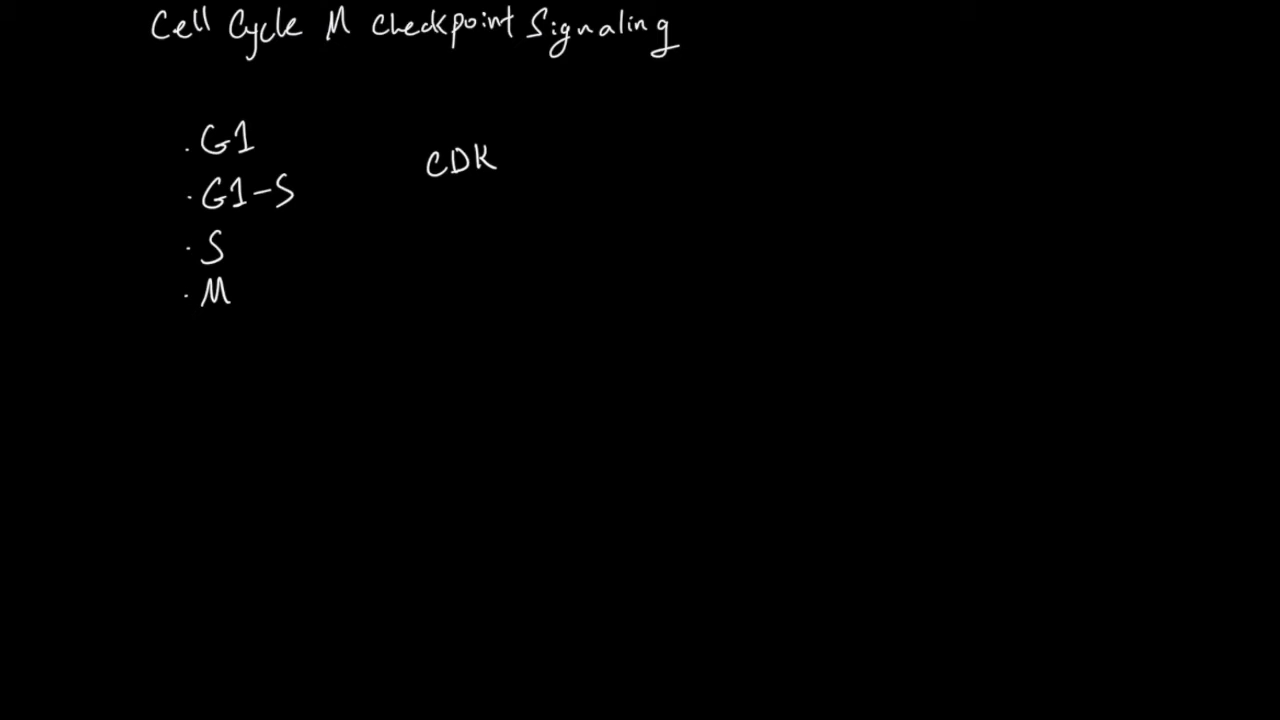 Cell Cycle M Checkpoint Signaling
. G1
CDK
. G1-S
. S
. M